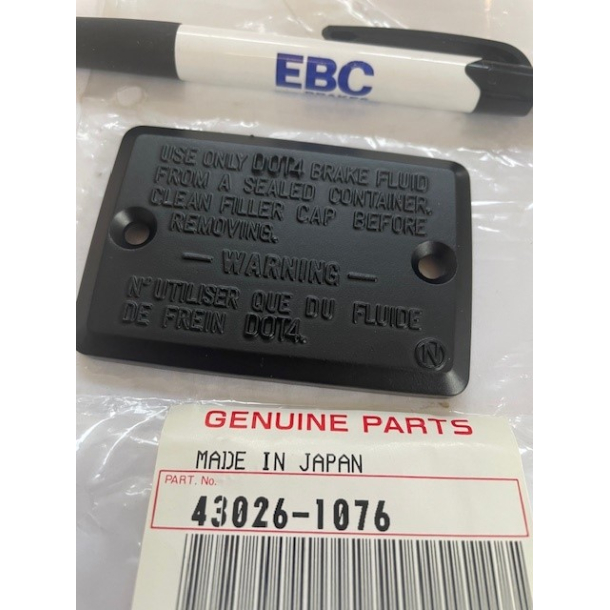 EBC
BRAKES
USE ONLY DOT4 BRAKE FLUID
FROM A SEALED CONTAINER.
CLEAN FILLER CAP BEFORE
REMOVING.
— WARNING —
N'UTILISER QUE DU FLUIDE
DE FREIN DOT4.
N
GENUINE PARTS
MADE IN JAPAN
PART. No.
43026-1076